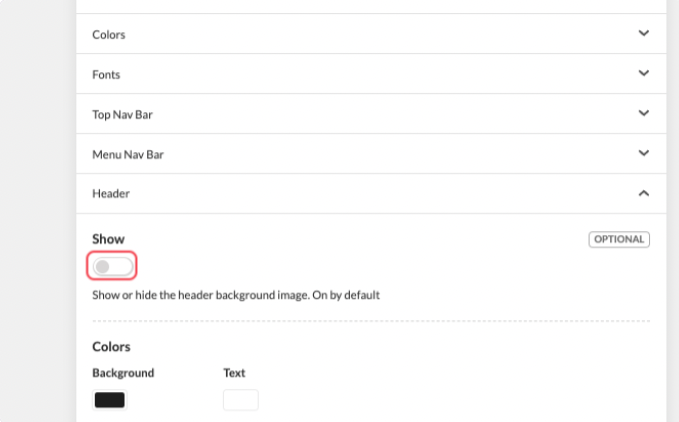 Colors
Fonts
Top Nav Bar
Menu Nav Bar
Header
Show OPTIONAL
Show or hide the header background image. On by default
Colors
Background Text